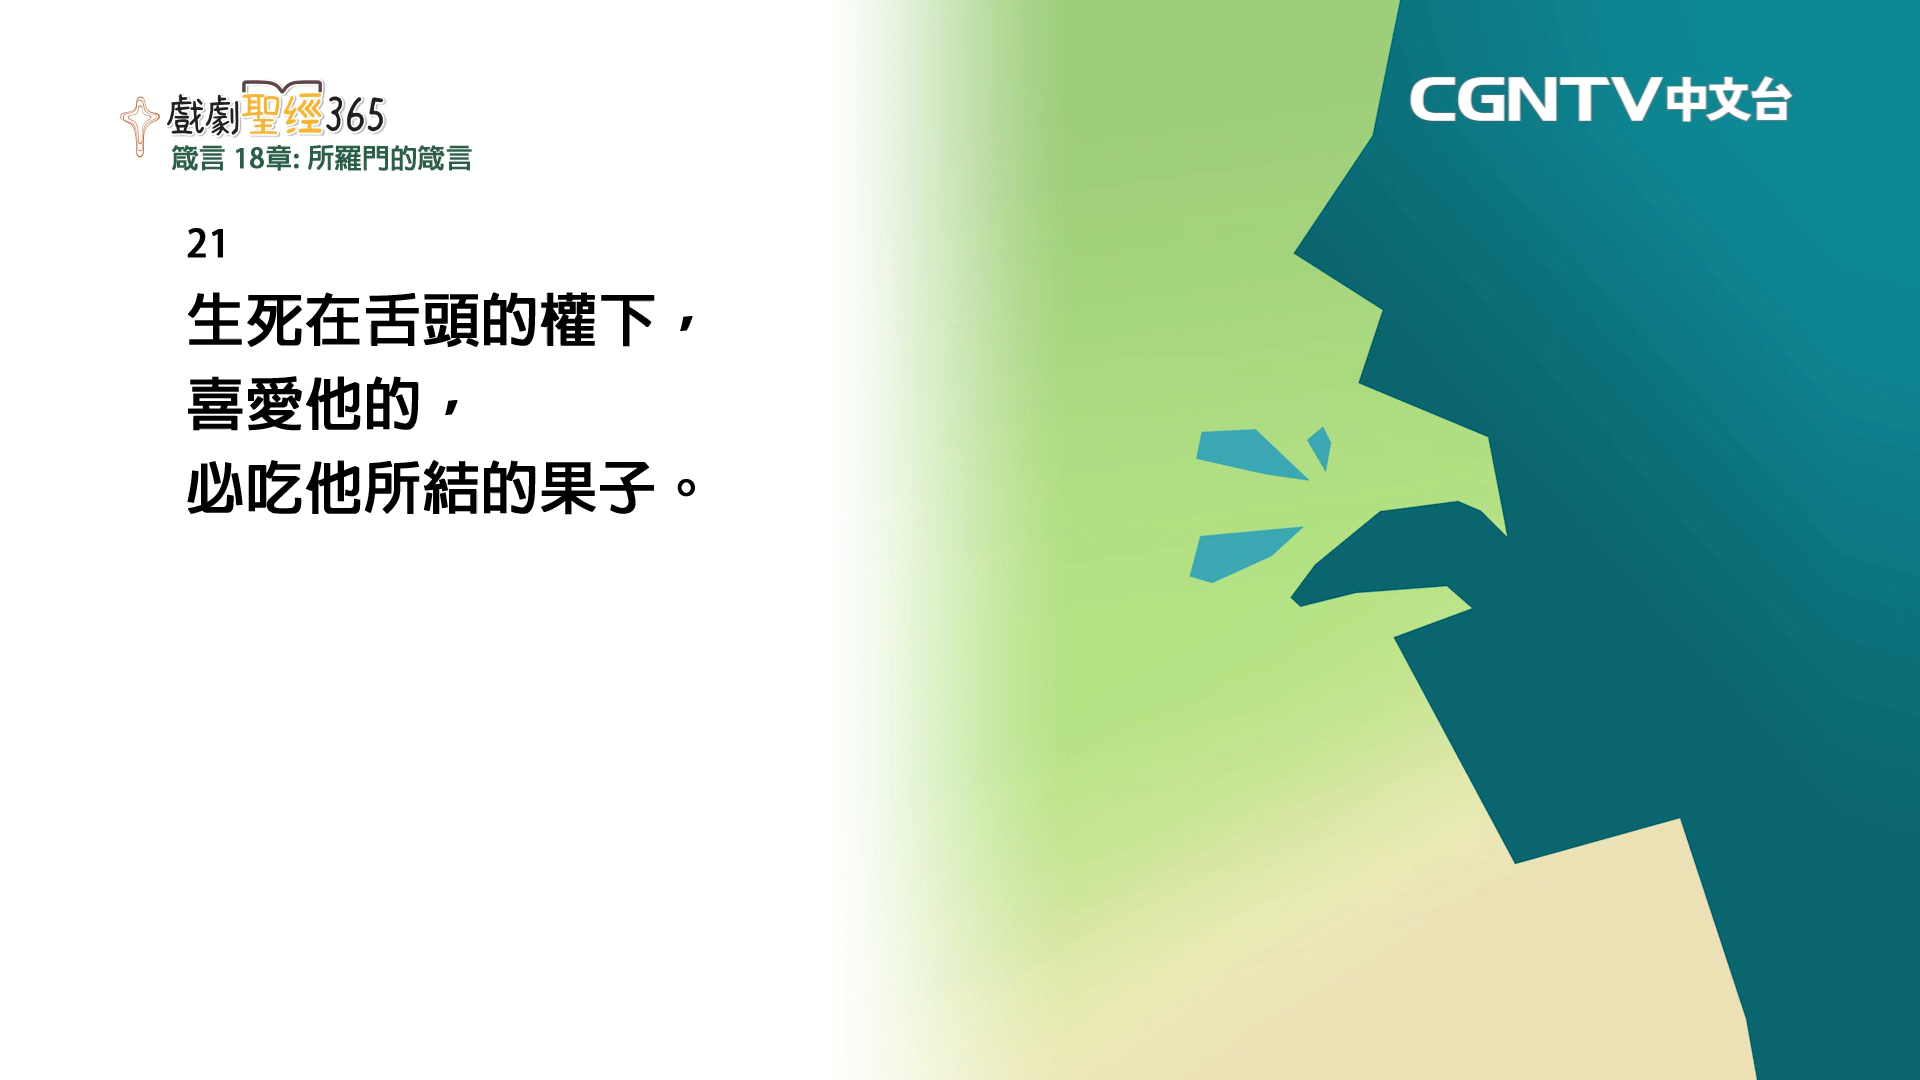 戲劇聖經365
箴言 18章: 所羅門的箴言
CGNTV中文台
21
生死在舌頭的權下，
喜愛他的，
必吃他所結的果子。